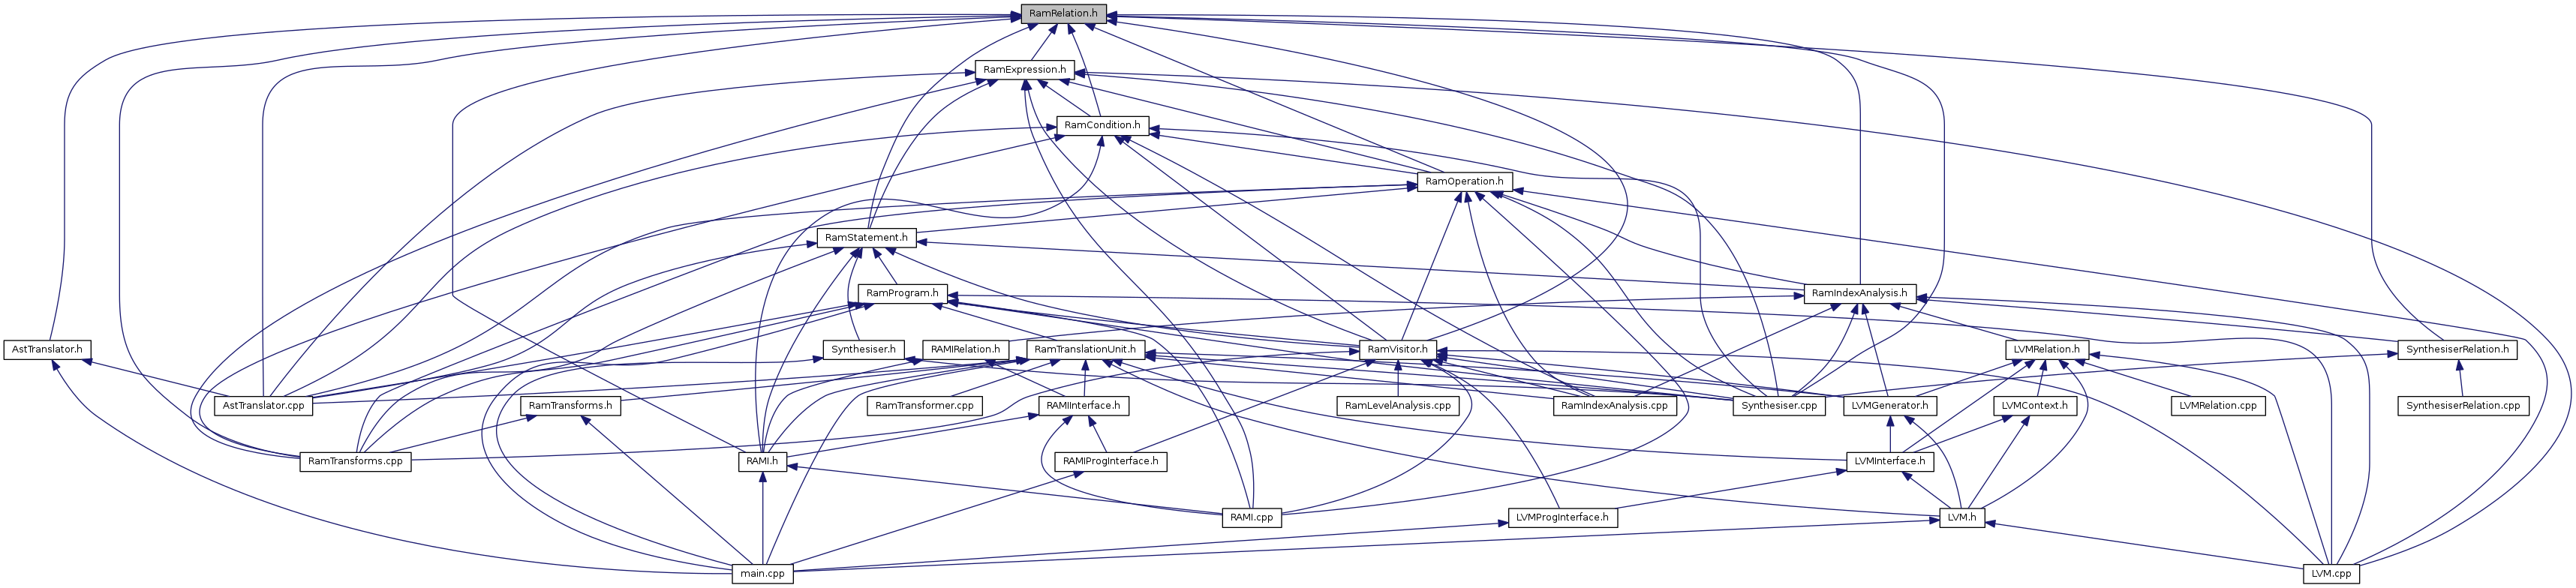 RamRelation.h
RamExpression.h
RamCondition.h
RamOperation.h
RamStatement.h
RamProgram.h
RamIndexAnalysis.h
AstTranslator.h
Synthesiser.h
RAMIRelation.h
RamTranslationUnit.h
RamVisitor.h
LVMRelation.h
SynthesiserRelation.h
AstTranslator.cpp
RamTransforms.h
RamTransformer.cpp
RAMIInterface.h
RamLevelAnalysis.cpp
RamIndexAnalysis.cpp
Synthesiser.cpp
LVMGenerator.h
LVMContext.h
LVMRelation.cpp
SynthesiserRelation.cpp
RamTransforms.cpp
RAMI.h
RAMIProgInterface.h
LVMInterface.h
RAMI.cpp
LVMProgInterface.h
LVM.h
main.cpp
LVM.cpp